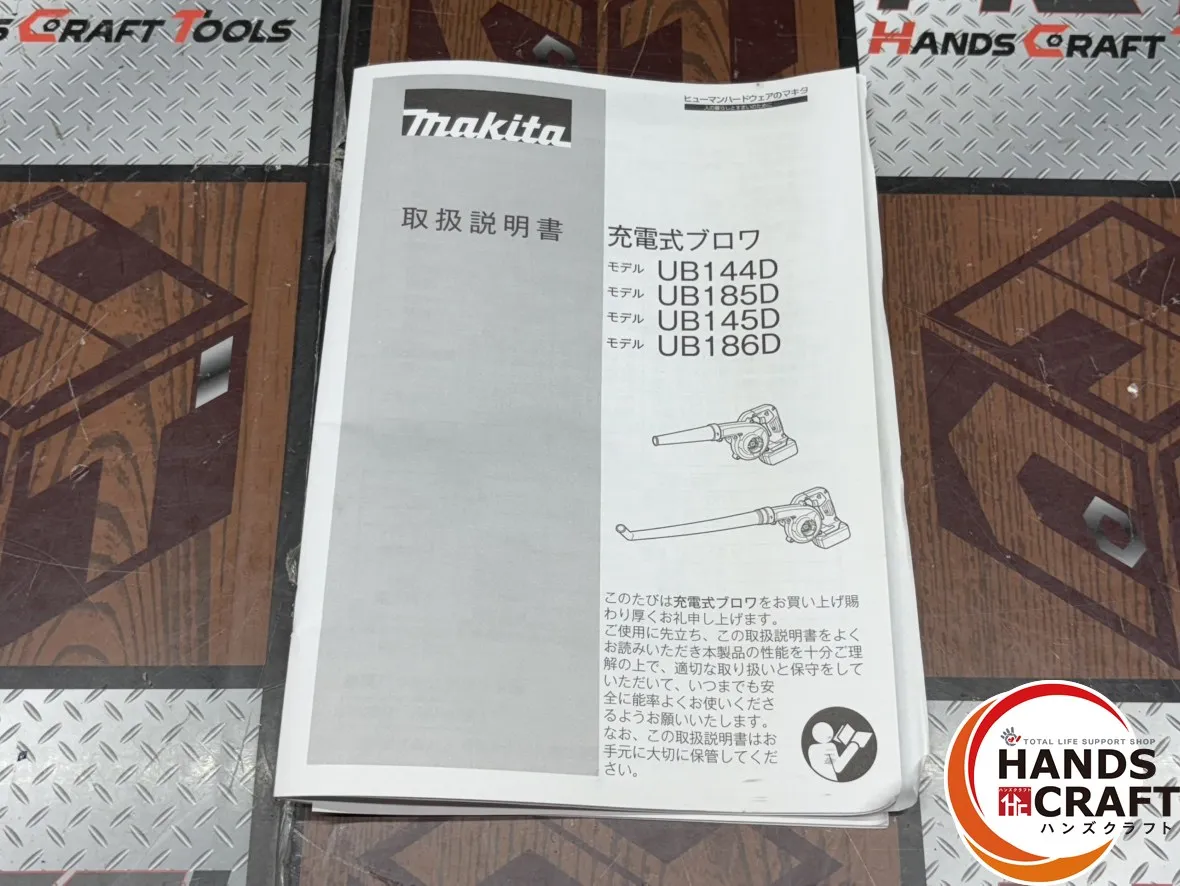 CRAFT TOOLS
HANDS CRAFT T
makita
ヒューマンハードウェアのマキタ
取扱説明書
充電式ブロワ
モデル UB144D
モデル UB185D
モデル UB145D
モデル UB186D
このたびは充電式ブロワをお買い上げ賜
わり厚くお礼申し上げます。
ご使用に先立ち、この取扱説明書をよく
お読みいただき本製品の性能を十分ご理
解の上で、適切な取り扱いと保守をして
いただいて、いつまでも安
全に能率よくお使いくださ
るようお願いいたします。
なお、この取扱説明書はお
手元に大切に保管してくだ
さい。
TOTAL LIFE SUPPORT SHOP
HANDS
ハンズクラフト
CRAFT
ハンズクラフト